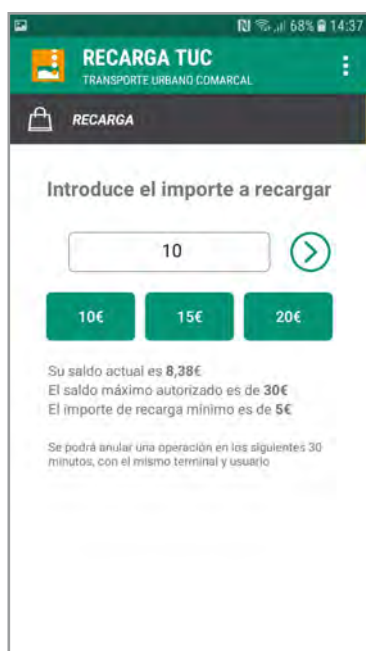 68% 14:37
RECARGA TUC
TRANSPORTE URBANO COMARCAL
RECARGA
Introduce el importe a recargar
10
10€ 15€ 20€
Su saldo actual es 8,38€
El saldo máximo autorizado es de 30€
El importe de recarga mínimo es de 5€
Se podrá anular una operación en los siguientes 30
minutos, con el mismo terminal y usuario